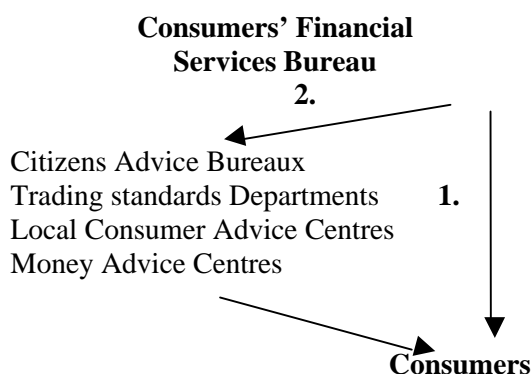 Consumers' Financial
Services Bureau
2.
Citizens Advice Bureaux
Trading standards Departments 1.
Local Consumer Advice Centres
Money Advice Centres
Consumers